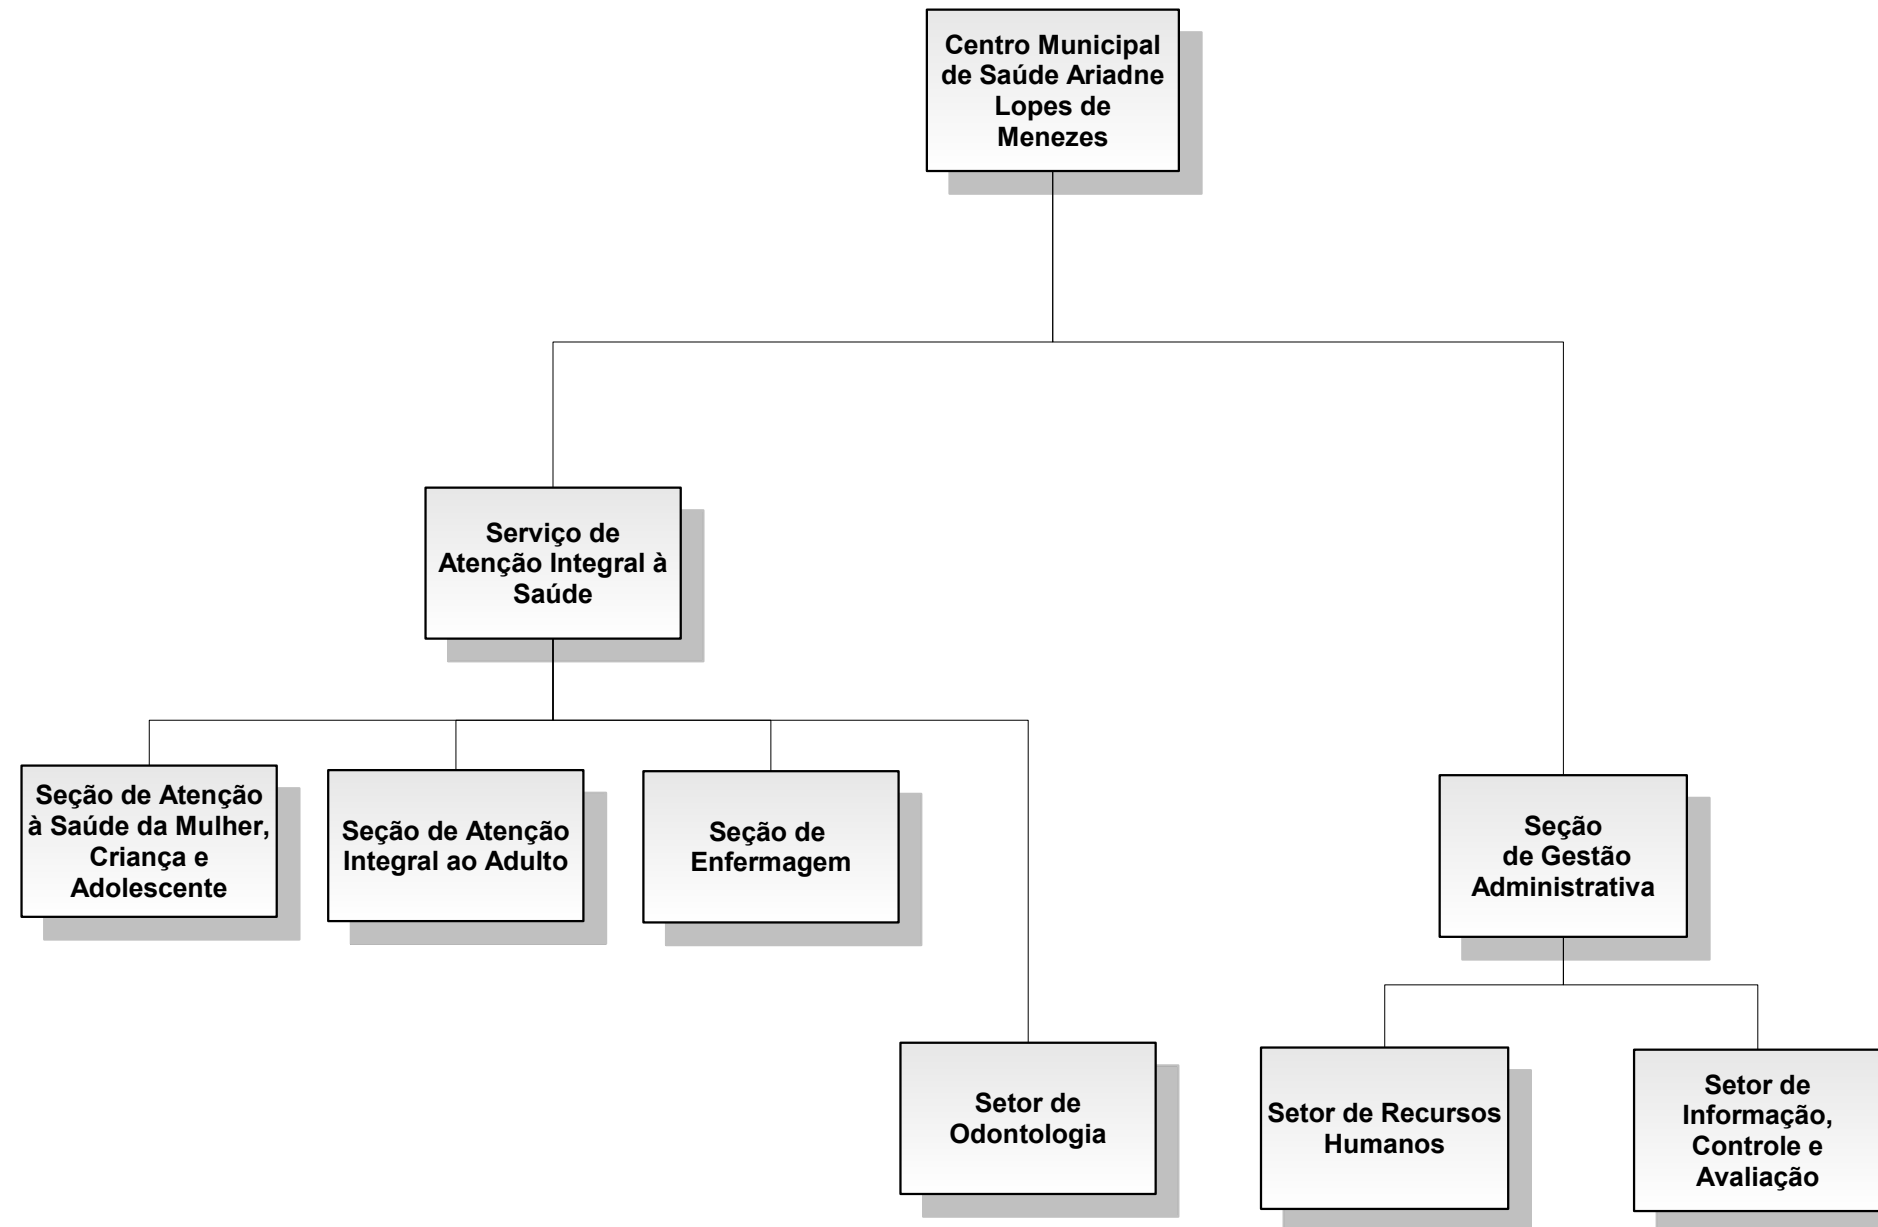 Centro Municipal
de Saúde Ariadne
Lopes de
Menezes
Serviço de
Atenção Integral à
Saúde
Seção de Atenção
à Saúde da Mulher,
Criança e
Adolescente
Seção de Atenção
Integral ao Adulto
Seção de
Enfermagem
Seção
de Gestão
Administrativa
Setor de
Odontologia
Setor de Recursos
Humanos
Setor de
Informação,
Controle e
Avaliação